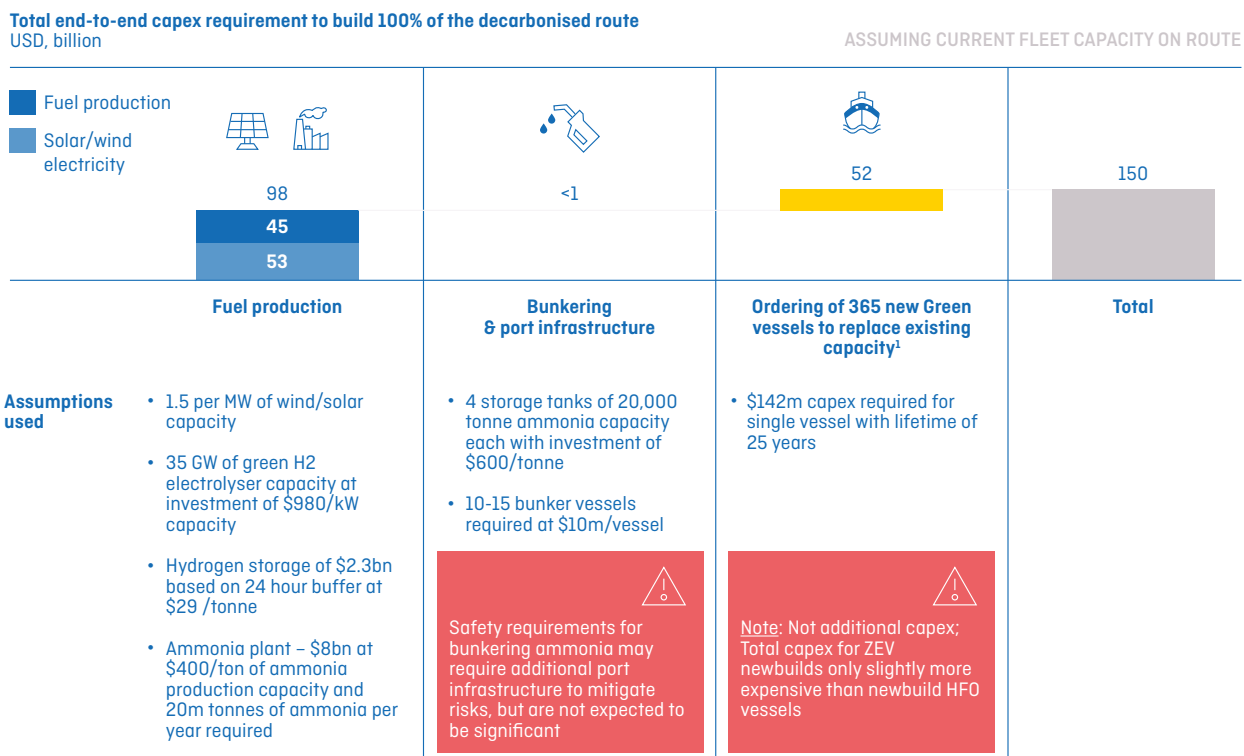 Total end-to-end capex requirement to build 100% of the decarbonised route
USD, billion
ASSUMING CURRENT FLEET CAPACITY ON ROUTE
Fuel production
Solar/wind
electricity
98
45
53
<1
52
150
Fuel production
Bunkering
& port infrastructure
Ordering of 365 new Green
vessels to replace existing
capacity¹
Total
Assumptions
used
• 1.5 per MW of wind/solar
capacity
• 35 GW of green H2
electrolyser capacity at
investment of $980/kW
capacity
• Hydrogen storage of $2.3bn
based on 24 hour buffer at
$29 /tonne
• Ammonia plant – $8bn at
$400/ton of ammonia
production capacity and
20m tonnes of ammonia per
year required
• 4 storage tanks of 20,000
tonne ammonia capacity
each with investment of
$600/tonne
• 10-15 bunker vessels
required at $10m/vessel
Safety requirements for
bunkering ammonia may
require additional port
infrastructure to mitigate
risks, but are not expected to
be significant
• $142m capex required for
single vessel with lifetime of
25 years
Note: Not additional capex;
Total capex for ZEV
newbuilds only slightly more
expensive than newbuild HFO
vessels